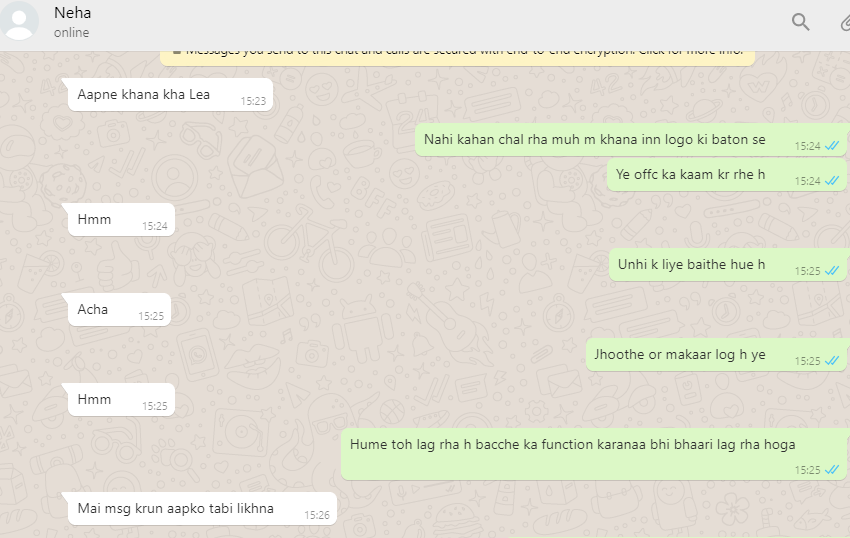 Neha
online
Messages you send to this chat and calls are secured with end-to-end encryption. Click for more info.
Aapne khana kha Lea 15:23
Nahi kahan chal rha muh m khana inn logo ki baton se 15:24
Ye offc ka kaam kr rhe h 15:24
Hmm 15:24
Unhi k liye baithe hue h 15:25
Acha 15:25
Jhoothe or makaar log h ye 15:25
Hmm 15:25
Hume toh lag rha h bacche ka function karanaa bhi bhaari lag rha hoga
15:25
Mai msg krun aapko tabi likhna 15:26